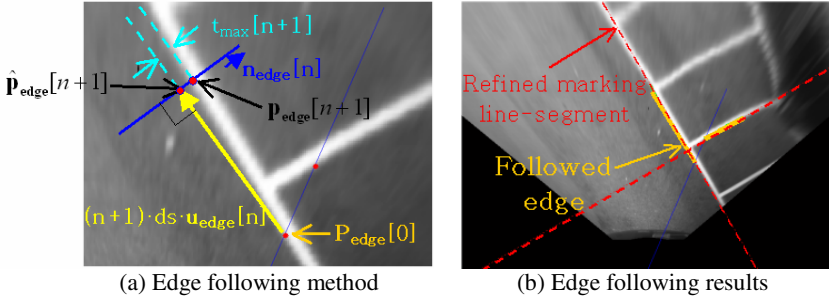 t_max[n+1]
n_edge[n]
p̂_edge[n+1]
p_edge[n+1]
(n+1)·ds·u_edge[n]
P_edge[0]
Refined marking
line-segment
Followed
edge
(a) Edge following method
(b) Edge following results